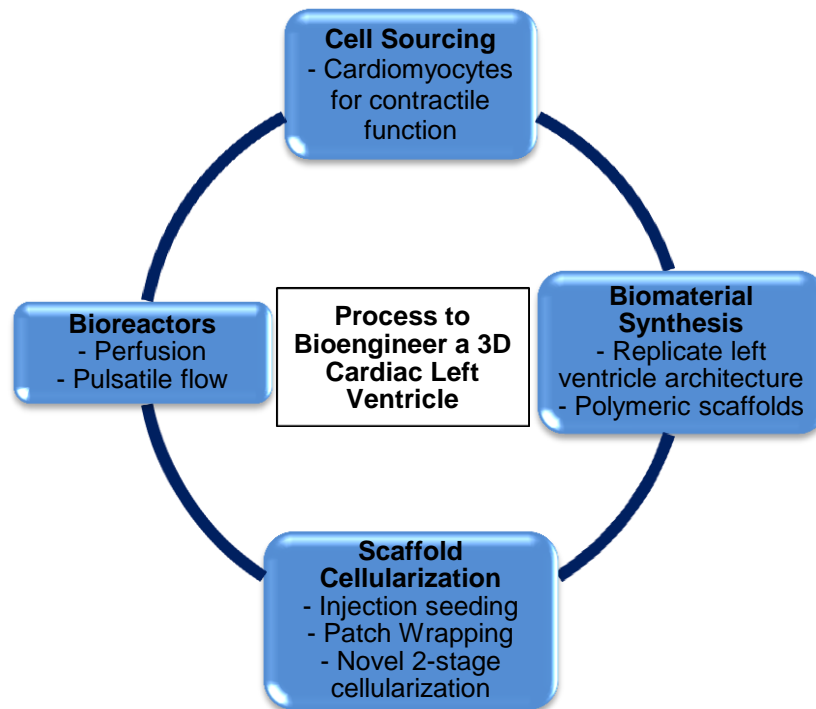 Cell Sourcing
- Cardiomyocytes
for contractile
function
Bioreactors
- Perfusion
- Pulsatile flow
Process to
Bioengineer a 3D
Cardiac Left
Ventricle
Biomaterial
Synthesis
- Replicate left
ventricle architecture
- Polymeric scaffolds
Scaffold
Cellularization
- Injection seeding
- Patch Wrapping
- Novel 2-stage
cellularization